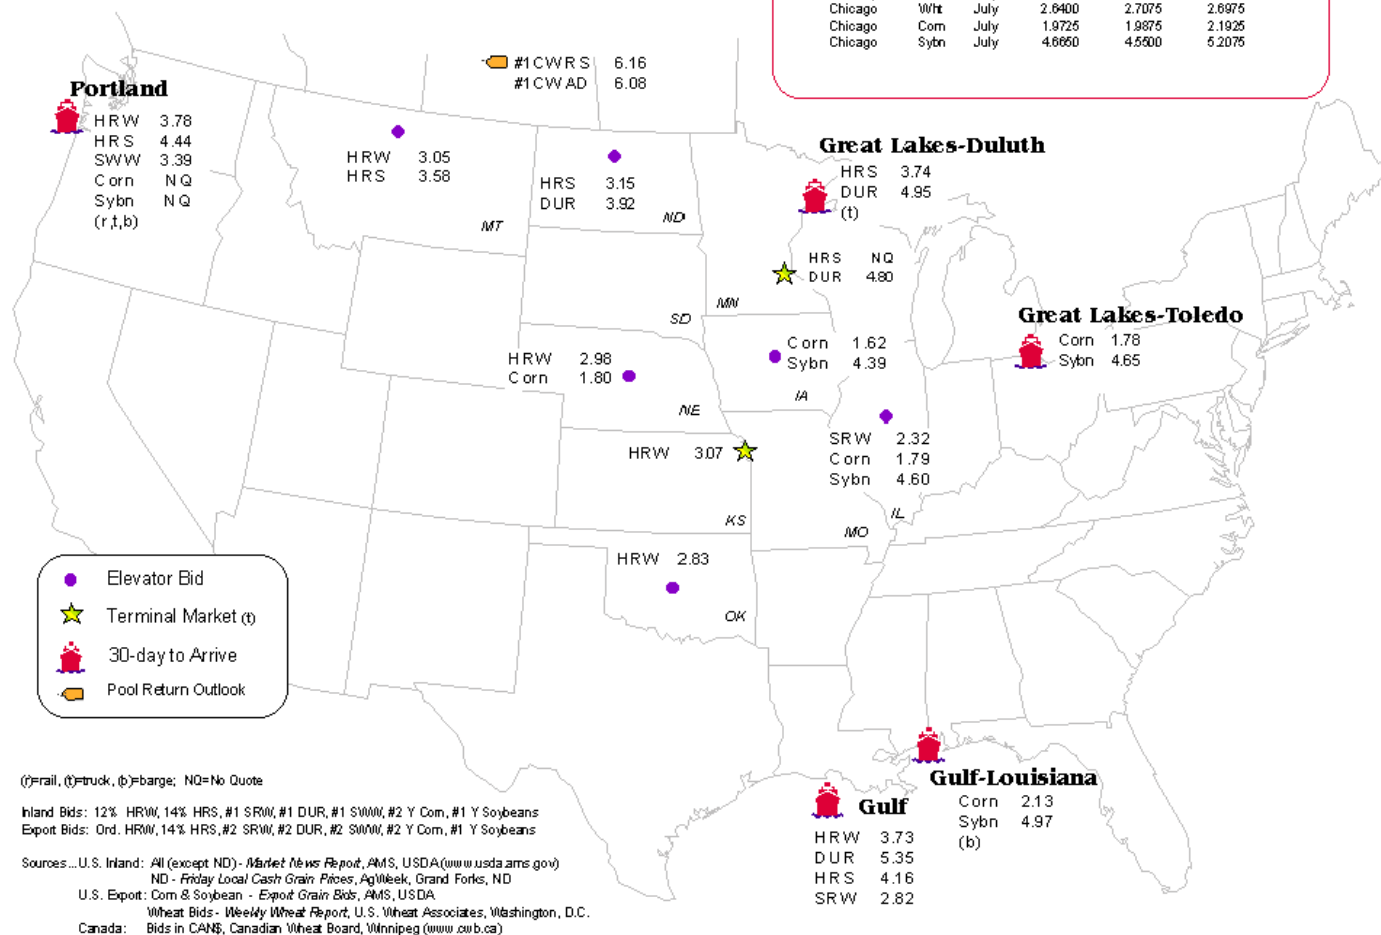 Chicago Wht July 2.6400 2.7075 2.6975
Chicago Corn July 1.9725 1.9875 2.1925
Chicago Sybn July 4.6650 4.5500 5.2075
#1CWRS 6.16
#1CWAD 6.08
Portland
HRW 3.78
HRS 4.44
SWW 3.39
Corn NQ
Sybn NQ
(r,t,b)
HRW 3.05
HRS 3.58
MT
HRS 3.15
DUR 3.92
ND
Great Lakes-Duluth
HRS 3.74
DUR 4.95
(t)
HRS NQ
DUR 4.80
MN
SD
Great Lakes-Toledo
Corn 1.78
Sybn 4.65
HRW 2.98
Corn 1.80
NE
Corn 1.62
Sybn 4.39
IA
HRW 3.07
KS
SRW 2.32
Corn 1.79
Sybn 4.60
IL
MO
HRW 2.83
OK
Elevator Bid
Terminal Market (t)
30-day to Arrive
Pool Return Outlook
Gulf-Louisiana
Corn 2.13
Sybn 4.97
(b)
Gulf
HRW 3.73
DUR 5.35
HRS 4.16
SRW 2.82
(r)=rail, (t)=truck, (b)=barge; NQ=No Quote
Inland Bids: 12% HRW, 14% HRS, #1 SRW, #1 DUR, #1 SWW, #2 Y Corn, #1 Y Soybeans
Export Bids: Ord. HRW, 14% HRS, #2 SRW, #2 DUR, #2 SWW, #2 Y Corn, #1 Y Soybeans
Sources...U.S. Inland: All (except ND) - Market News Report, AMS, USDA (www.usda.ams.gov)
ND - Friday Local Cash Grain Prices, AgWeek, Grand Forks, ND
U.S. Export: Corn & Soybean - Export Grain Bids, AMS, USDA
Wheat Bids - Weekly Wheat Report, U.S. Wheat Associates, Washington, D.C.
Canada: Bids in CAN$, Canadian Wheat Board, Winnipeg (www.cwb.ca)